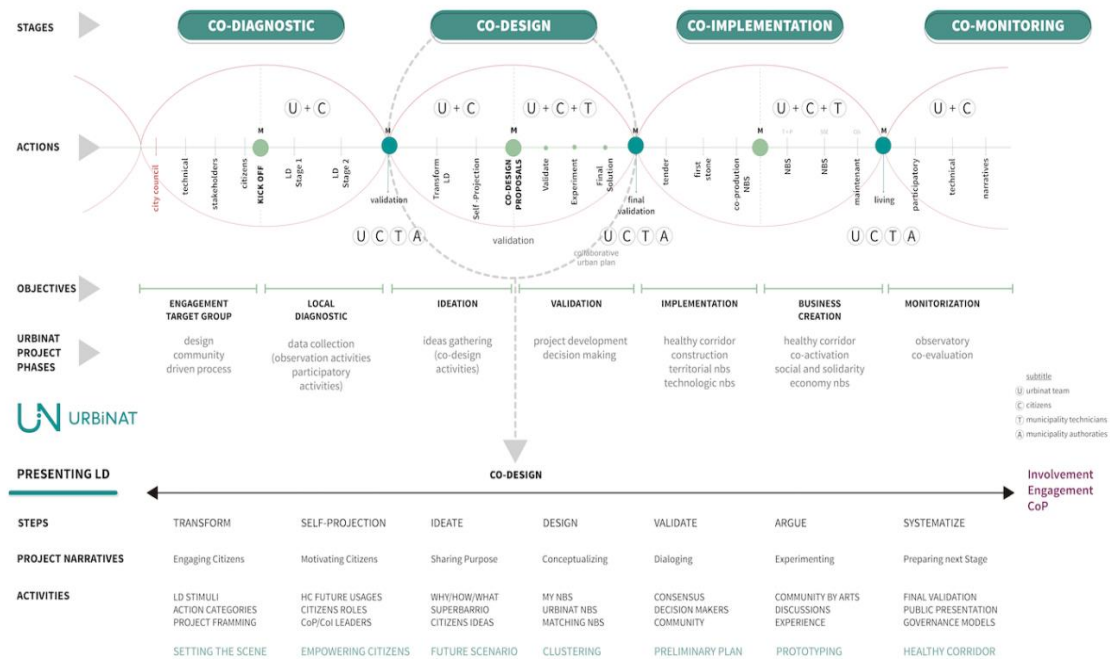 STAGES
CO-DIAGNOSTIC
CO-DESIGN
CO-IMPLEMENTATION
CO-MONITORING
U + C
U + C
U + C + T
U + C + T
U + C
M
M
M
M
M
M
ACTIONS
city council
technical
stakeholders
citizens
KICK OFF
LD
Stage 1
LD
Stage 2
validation
Transform
LD
Self -Projection
CO-DESIGN
PROPOSALS
Validate
Experiment
Final
Solution
final
validation
tender
first
stone
co-prodution
NBS
NBS
NBS
maintenant
living
participatory
technical
narratives
U C T A
validation
U C T A
U C T A
collaborative
urban plan
OBJECTIVES
ENGAGEMENT
TARGET GROUP
LOCAL
DIAGNOSTIC
IDEATION
VALIDATION
IMPLEMENTATION
BUSINESS
CREATION
MONITORIZATION
URBINAT
PROJECT
PHASES
design
community
driven process
data collection
(observation activities
participatory
activities)
ideas gathering
(co-design
activities)
project development
decision making
healthy corridor
construction
territorial nbs
technologic nbs
healthy corridor
co-activation
social and solidarity
economy nbs
observatory
co-evaluation
subtitle
U urbinat team
C citizens
T municipality technicians
A municipality authoraties
UN URBiNAT
PRESENTING LD
CO-DESIGN
Involvement
Engagement
CoP
STEPS
TRANSFORM
SELF-PROJECTION
IDEATE
DESIGN
VALIDATE
ARGUE
SYSTEMATIZE
PROJECT NARRATIVES
Engaging Citizens
Motivating Citizens
Sharing Purpose
Conceptualizing
Dialoging
Experimenting
Preparing next Stage
ACTIVITIES
LD STIMULI
ACTION CATEGORIES
PROJECT FRAMMING
HC FUTURE USAGES
CITIZENS ROLES
CoP/CoI LEADERS
WHY/HOW/WHAT
SUPERBARRIO
CITIZENS IDEAS
MY NBS
URBINAT NBS
MATCHING NBS
CONSENSUS
DECISION MAKERS
COMMUNITY
COMMUNITY BY ARTS
DISCUSSIONS
EXPERIENCE
FINAL VALIDATION
PUBLIC PRESENTATION
GOVERNANCE MODELS
SETTING THE SCENE
EMPOWERING CITIZENS
FUTURE SCENARIO
CLUSTERING
PRELIMINARY PLAN
PROTOTYPING
HEALTHY CORRIDOR